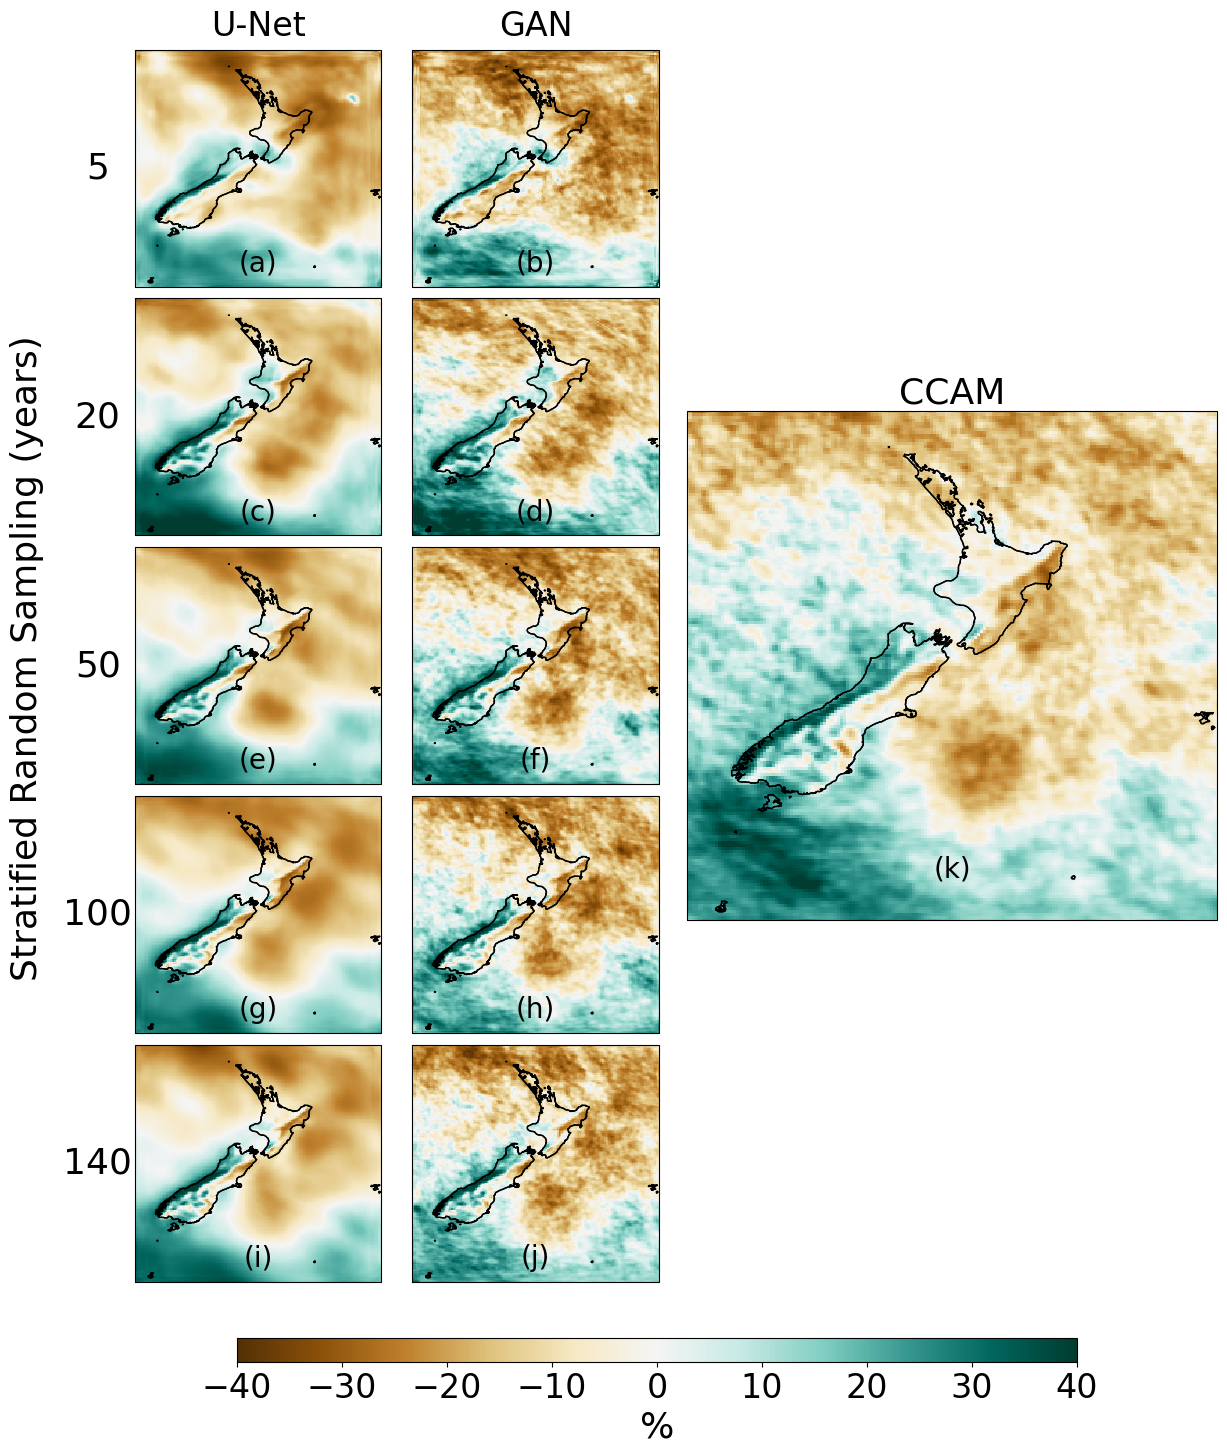 U-Net GAN
5
(a) (b)
20
(c) (d)
50
(e) (f)
100
(g) (h)
140
(i) (j)
Stratified Random Sampling (years)
CCAM
(k)
−40 −30 −20 −10 0 10 20 30 40
%